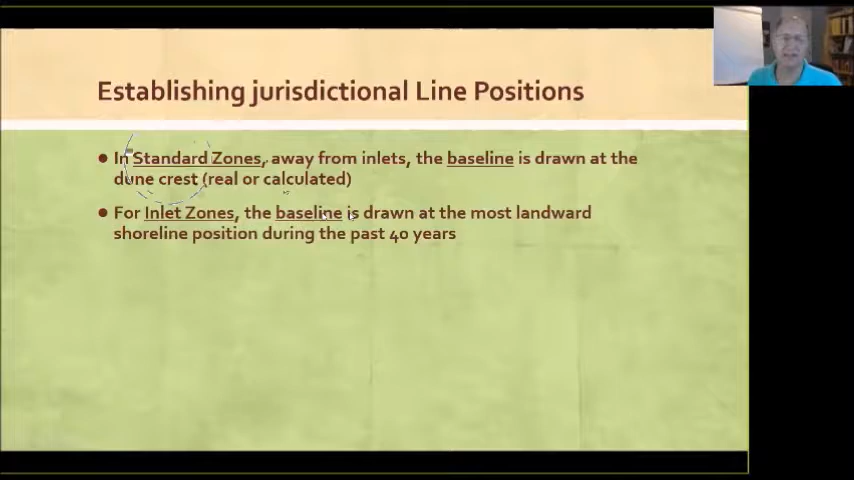 Establishing jurisdictional Line Positions
• In Standard Zones, away from inlets, the baseline is drawn at the
dune crest (real or calculated)
• For Inlet Zones, the baseline is drawn at the most landward
shoreline position during the past 40 years